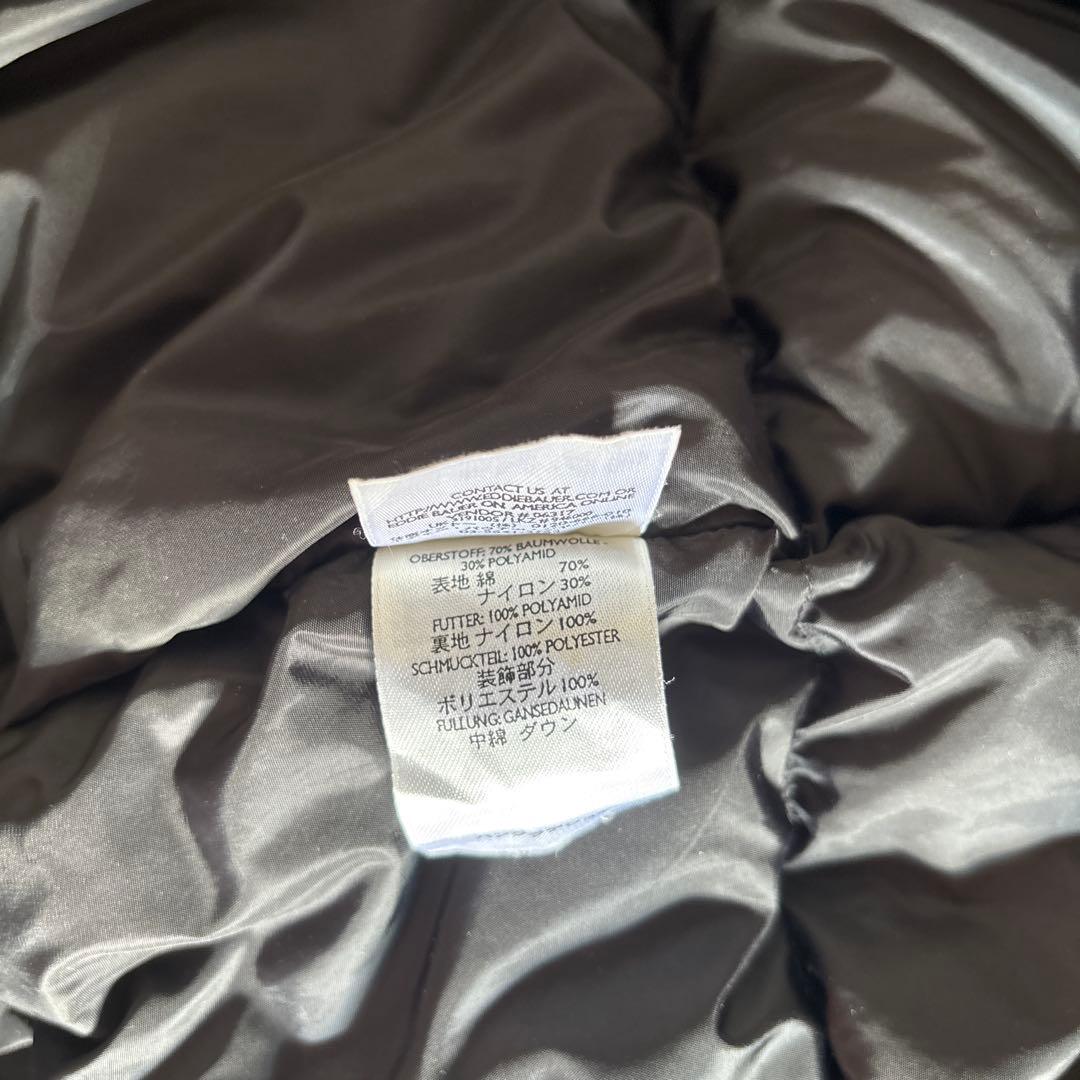 CONTACT US AT
HTTP://WWW.EDDIEBAUER.COM OR
EDDIE BAUER ON AMERICA ONLINE
VENDOR # 06317
OBERSTOFF: 70% BAUMWOLLE -
30% POLYAMID
表地 綿 70%
ナイロン 30%
FUTTER: 100% POLYAMID
裏地 ナイロン 100%
SCHMUCKTEIL: 100% POLYESTER
装飾部分
ポリエステル 100%
FULLUNG: GANSEDAUNEN
中綿 ダウン